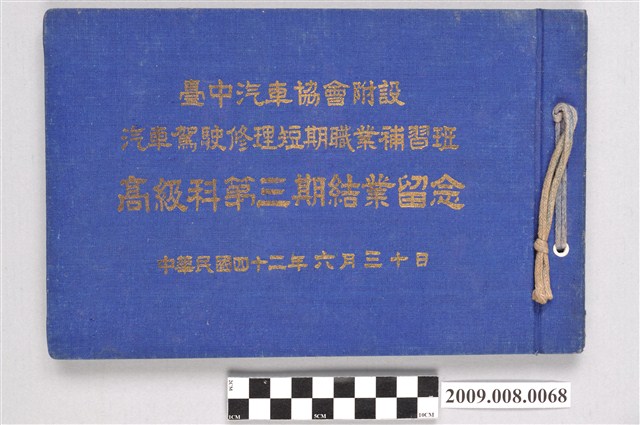 臺中汽車協會附設
汽車駕駛修理短期職業補習班
高級科第三期結業留念
中華民國四十二年六月三十日
2CM
1CM 5CM 10CM
2009.008.0068